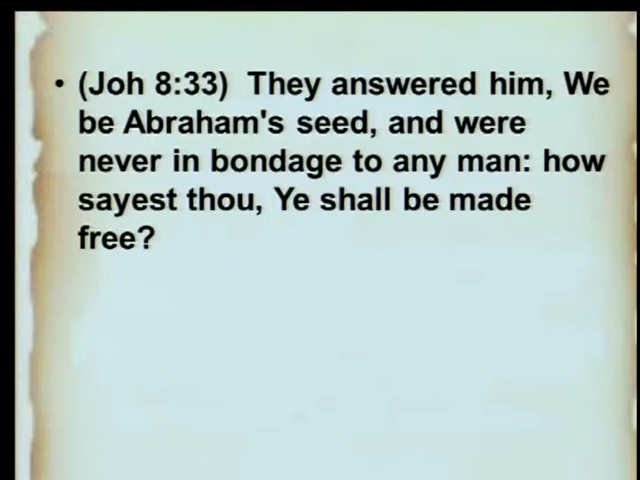 • (Joh 8:33) They answered him, We
be Abraham's seed, and were
never in bondage to any man: how
sayest thou, Ye shall be made
free?